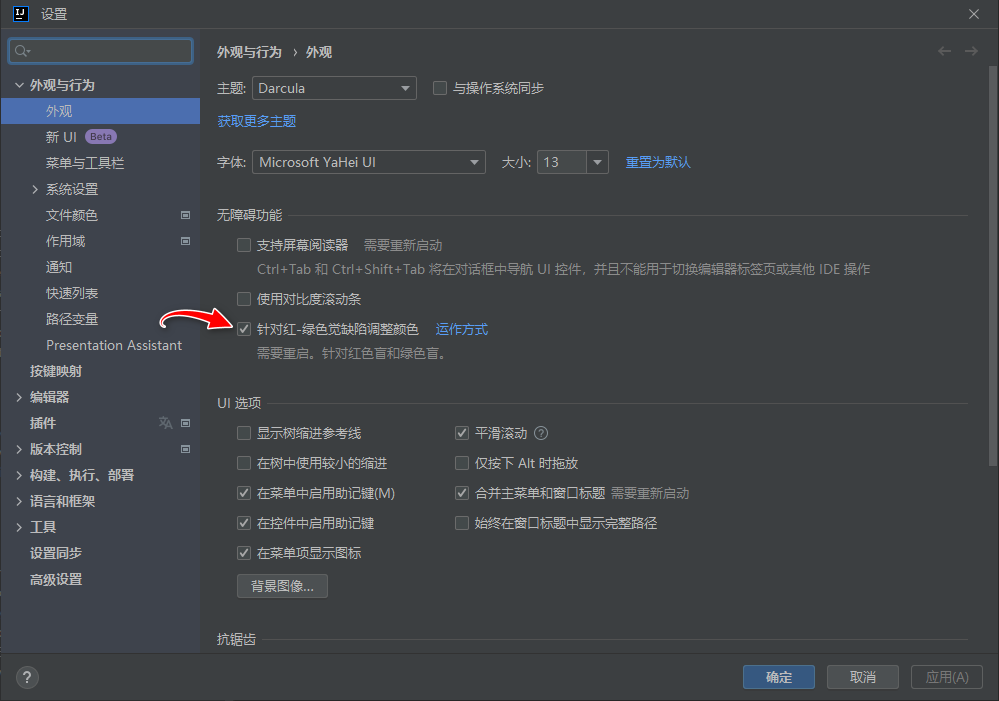 设置
外观与行为
外观
新 UI Beta
菜单与工具栏
系统设置
文件颜色
作用域
通知
快速列表
路径变量
Presentation Assistant
按键映射
编辑器
插件
版本控制
构建、执行、部署
语言和框架
工具
设置同步
高级设置
外观与行为 › 外观
主题: Darcula 与操作系统同步
获取更多主题
字体: Microsoft YaHei UI 大小: 13 重置为默认
无障碍功能
支持屏幕阅读器 需要重新启动
Ctrl+Tab 和 Ctrl+Shift+Tab 将在对话框中导航 UI 控件，并且不能用于切换编辑器标签页或其他 IDE 操作
使用对比度滚动条
针对红-绿色觉缺陷调整颜色 运作方式
需要重启。针对红色盲和绿色盲。
UI 选项
显示树缩进参考线 平滑滚动 ?
在树中使用较小的缩进 仅按下 Alt 时拖放
在菜单中启用助记键(M) 合并主菜单和窗口标题 需要重新启动
在控件中启用助记键 始终在窗口标题中显示完整路径
在菜单项显示图标
背景图像...
抗锯齿
? 确定 取消 应用(A)